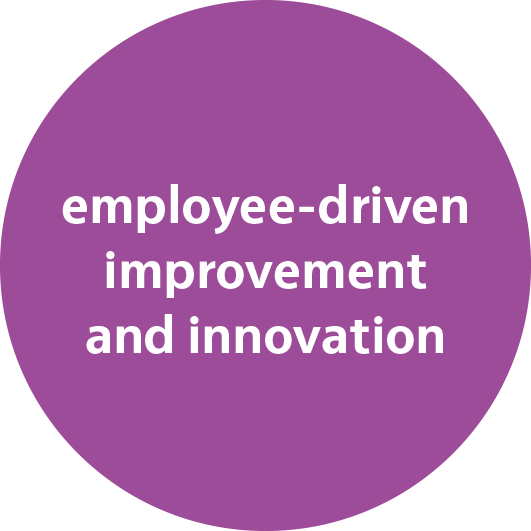 employee-driven
improvement
and innovation